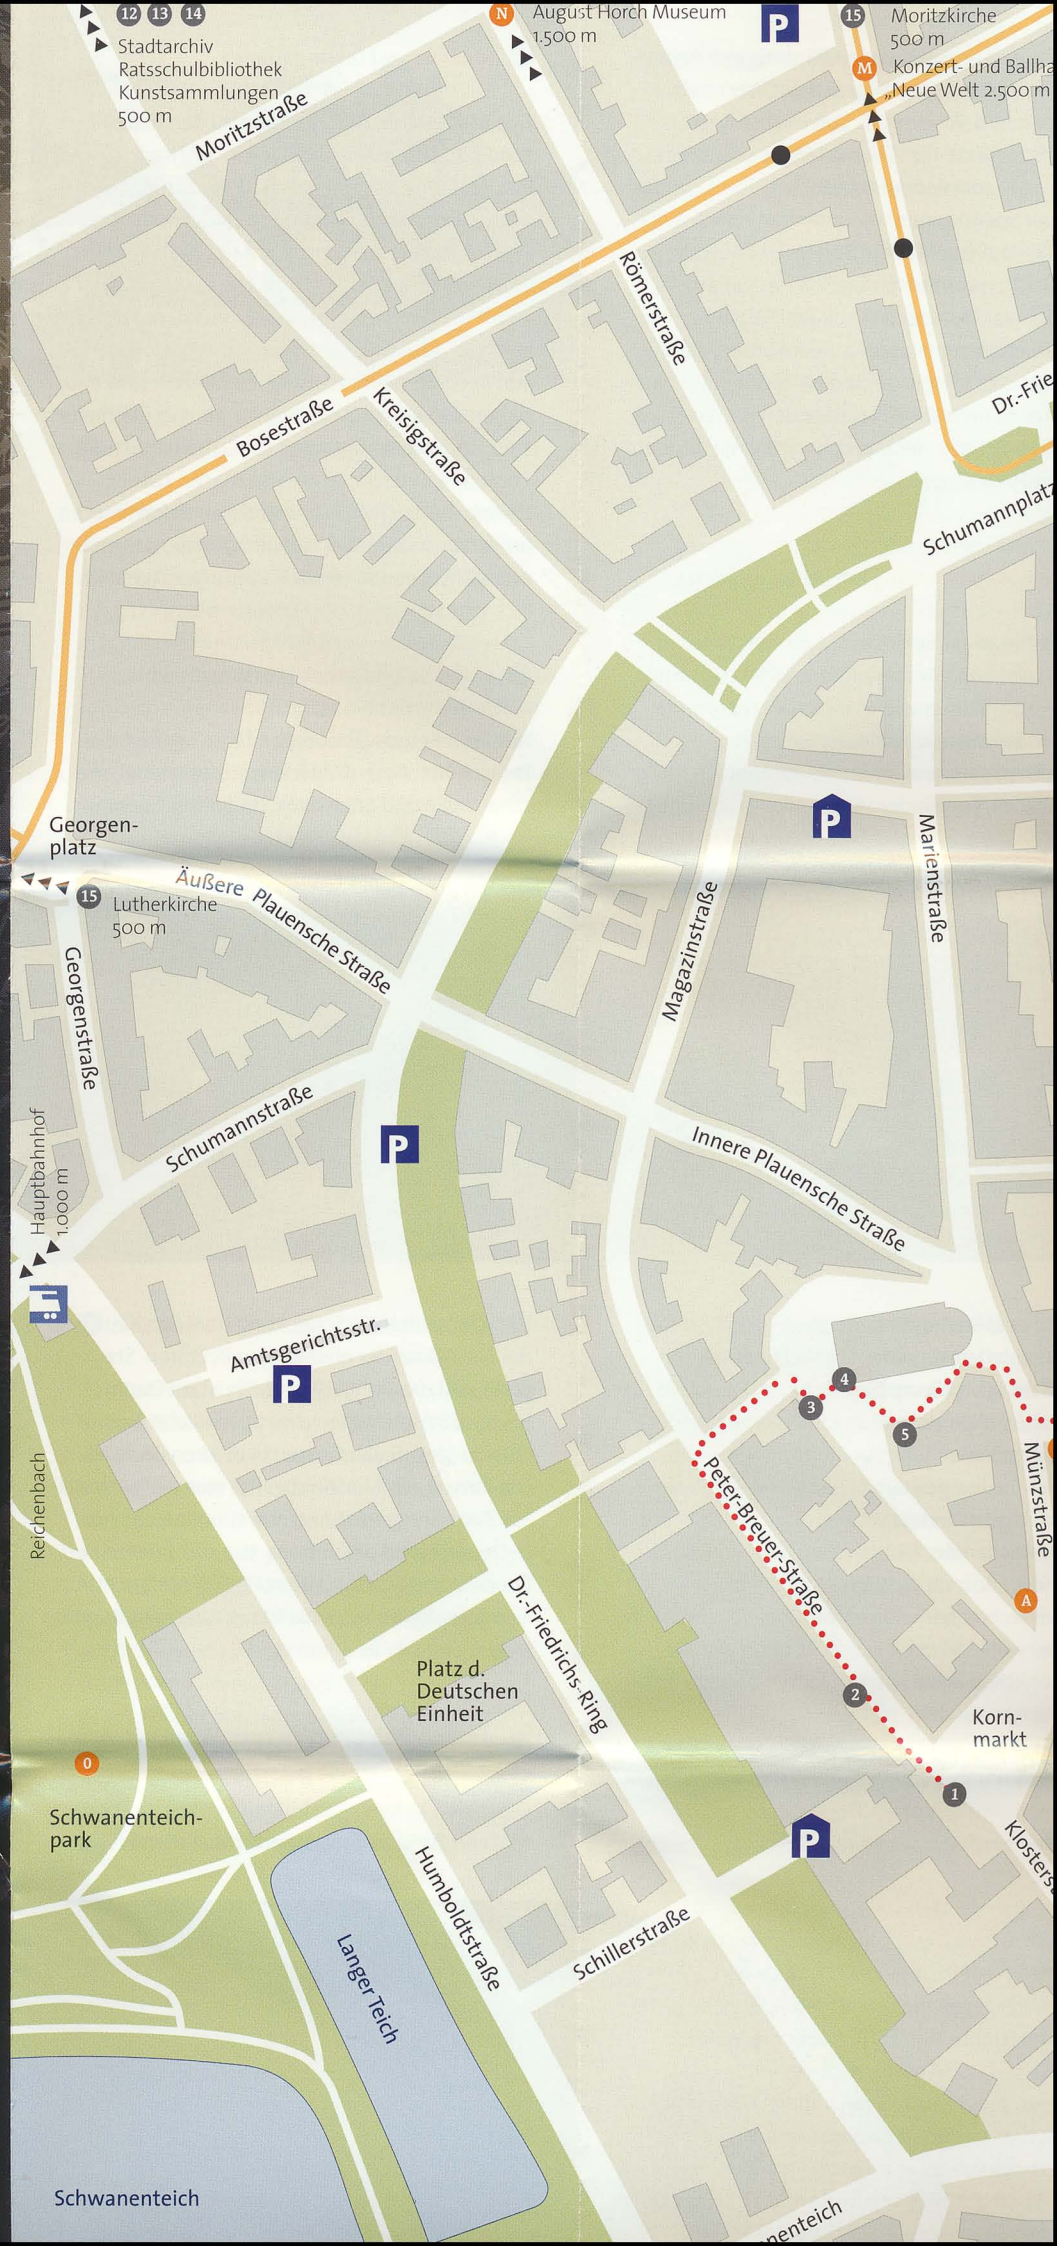 12 13 14
Stadtarchiv
Ratsschulbibliothek
Kunstsammlungen
500 m
N
August Horch Museum
1.500 m
P
15
Moritzkirche
500 m
M
Konzert- und Ballha
„Neue Welt 2.500 m
Moritzstraße
Römerstraße
Dr.-Frie
Bosestraße
Kreisigstraße
Schumannplatz
Georgen-
platz
P
Marienstraße
Äußere Plauensche Straße
15
Lutherkirche
500 m
Magazinstraße
Georgenstraße
Schumannstraße
Hauptbahnhof
1.000 m
P
Innere Plauensche Straße
Amtsgerichtsstr.
P
4
3
5
Münzstraße
Reichenbach
Peter-Breuer-Straße
A
Dr.-Friedrichs-Ring
Platz d.
Deutschen
Einheit
2
Korn-
markt
O
1
Schwanenteich-
park
P
Klosters
Humboldtstraße
Schillerstraße
Langer Teich
Schwanenteich
nenteich